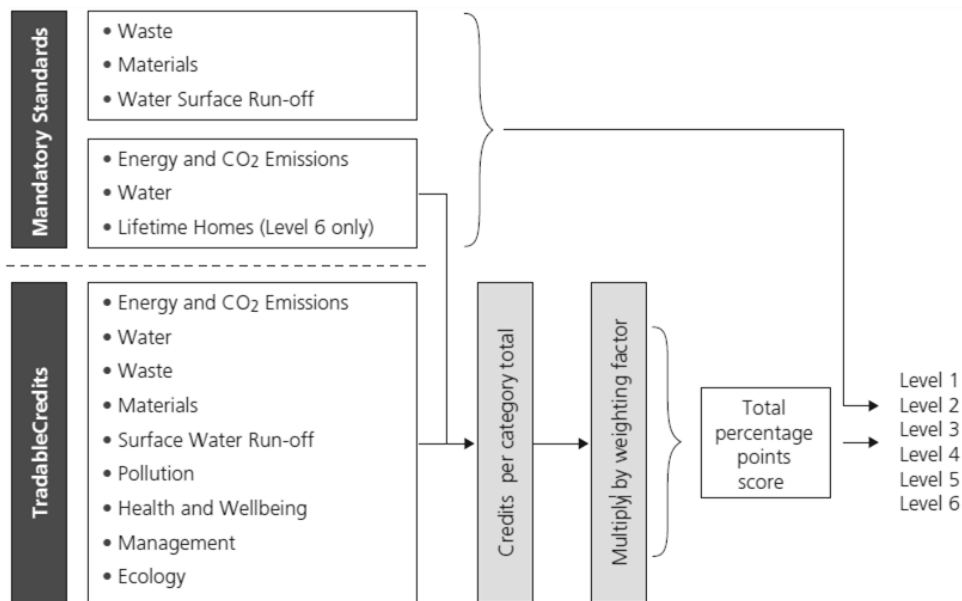 Mandatory Standards
• Waste
• Materials
• Water Surface Run-off
• Energy and CO₂ Emissions
• Water
• Lifetime Homes (Level 6 only)
TradableCredits
• Energy and CO₂ Emissions
• Water
• Waste
• Materials
• Surface Water Run-off
• Pollution
• Health and Wellbeing
• Management
• Ecology
Credits per category total
Multiply by weighting factor
Total
percentage
points
score
Level 1
Level 2
Level 3
Level 4
Level 5
Level 6